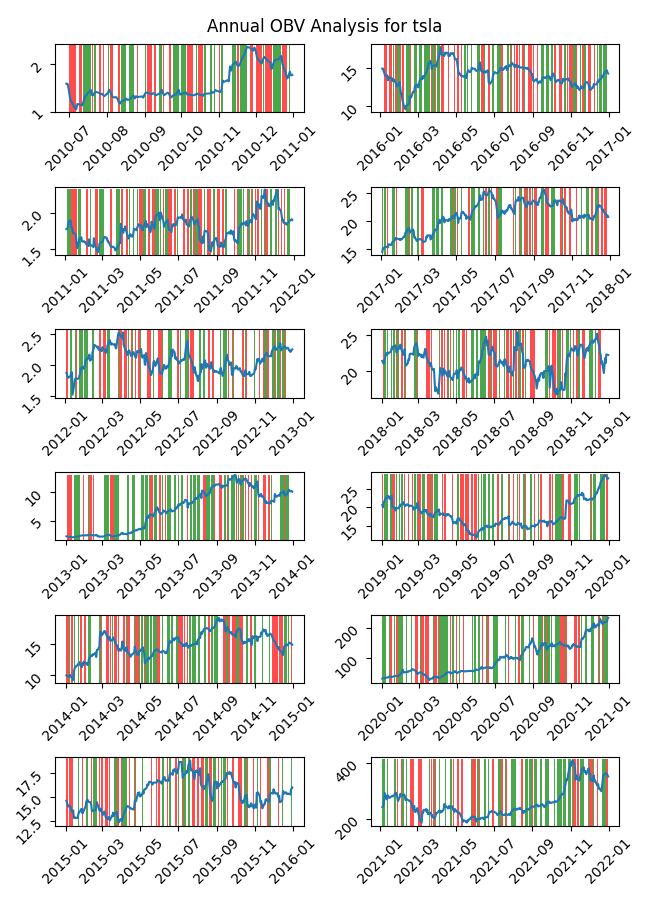 Annual OBV Analysis for tsla
2
1
2010-07 2010-08 2010-09 2010-10 2010-11 2010-12 2011-01
15
10
2016-01 2016-03 2016-05 2016-07 2016-09 2016-11 2017-01
2.0
1.5
2011-01 2011-03 2011-05 2011-07 2011-09 2011-11 2012-01
25
20
15
2017-01 2017-03 2017-05 2017-07 2017-09 2017-11 2018-01
2.5
2.0
1.5
2012-01 2012-03 2012-05 2012-07 2012-09 2012-11 2013-01
25
20
2018-01 2018-03 2018-05 2018-07 2018-09 2018-11 2019-01
10
5
2013-01 2013-03 2013-05 2013-07 2013-09 2013-11 2014-01
25
20
15
2019-01 2019-03 2019-05 2019-07 2019-09 2019-11 2020-01
15
10
2014-01 2014-03 2014-05 2014-07 2014-09 2014-11 2015-01
200
100
2020-01 2020-03 2020-05 2020-07 2020-09 2020-11 2021-01
17.5
15.0
12.5
2015-01 2015-03 2015-05 2015-07 2015-09 2015-11 2016-01
400
200
2021-01 2021-03 2021-05 2021-07 2021-09 2021-11 2022-01